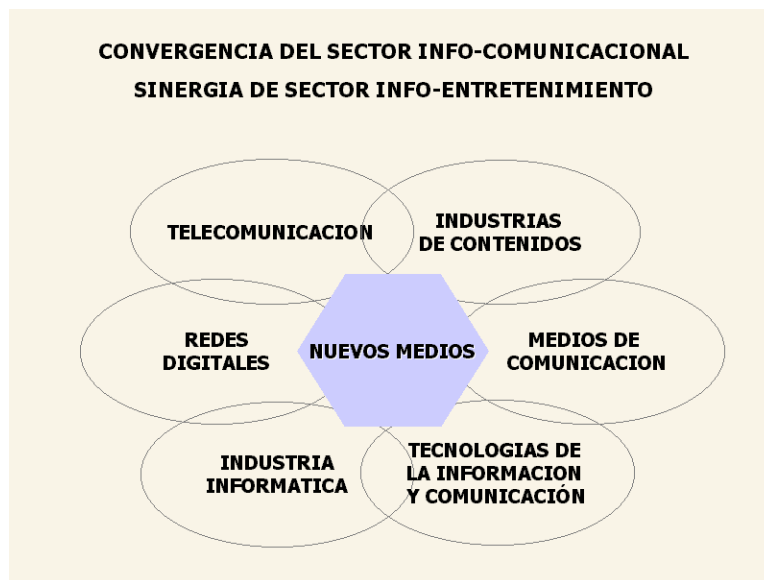 CONVERGENCIA DEL SECTOR INFO-COMUNICACIONAL
SINERGIA DE SECTOR INFO-ENTRETENIMIENTO
TELECOMUNICACION
INDUSTRIAS
DE CONTENIDOS
REDES
DIGITALES
NUEVOS MEDIOS
MEDIOS DE
COMUNICACION
INDUSTRIA
INFORMATICA
TECNOLOGIAS DE
LA INFORMACION
Y COMUNICACIÓN